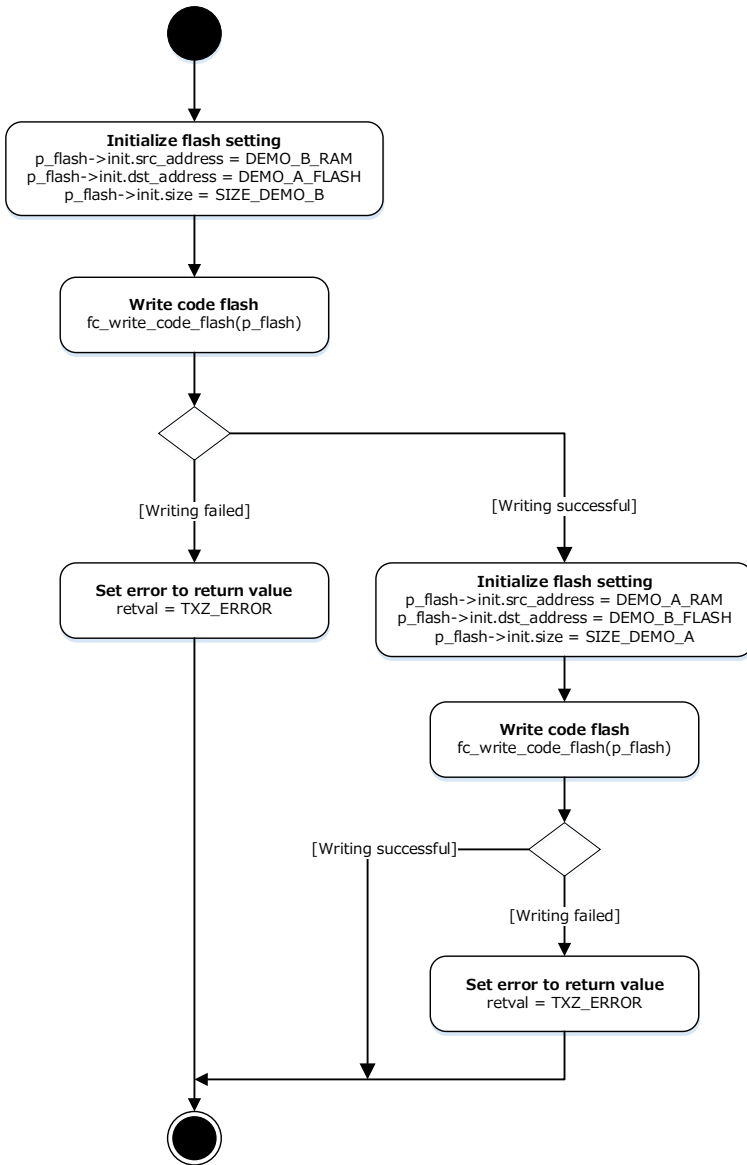 Initialize flash setting
p_flash->init.src_address = DEMO_B_RAM
p_flash->init.dst_address = DEMO_A_FLASH
p_flash->init.size = SIZE_DEMO_B
Write code flash
fc_write_code_flash(p_flash)
[Writing failed]
[Writing successful]
Set error to return value
retval = TXZ_ERROR
Initialize flash setting
p_flash->init.src_address = DEMO_A_RAM
p_flash->init.dst_address = DEMO_B_FLASH
p_flash->init.size = SIZE_DEMO_A
Write code flash
fc_write_code_flash(p_flash)
[Writing successful]
[Writing failed]
Set error to return value
retval = TXZ_ERROR